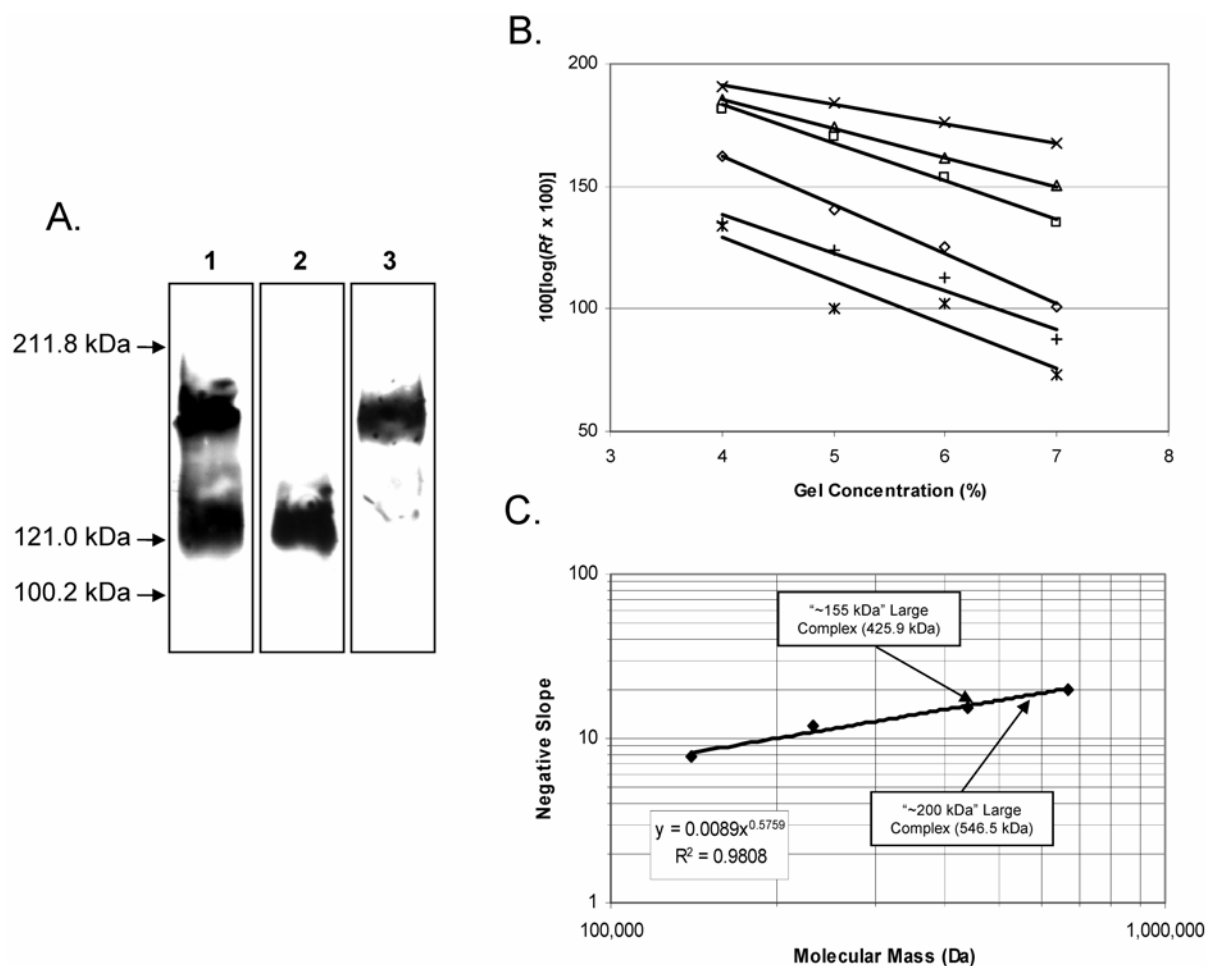 A.
1 2 3
211.8 kDa
121.0 kDa
100.2 kDa
B.
100[log(Rf x 100)]
200
150
100
50
3 4 5 6 7 8
Gel Concentration (%)
C.
Negative Slope
100
10
1
"~155 kDa" Large
Complex (425.9 kDa)
"~200 kDa" Large
Complex (546.5 kDa)
y = 0.0089x^0.5759
R² = 0.9808
100,000 1,000,000
Molecular Mass (Da)